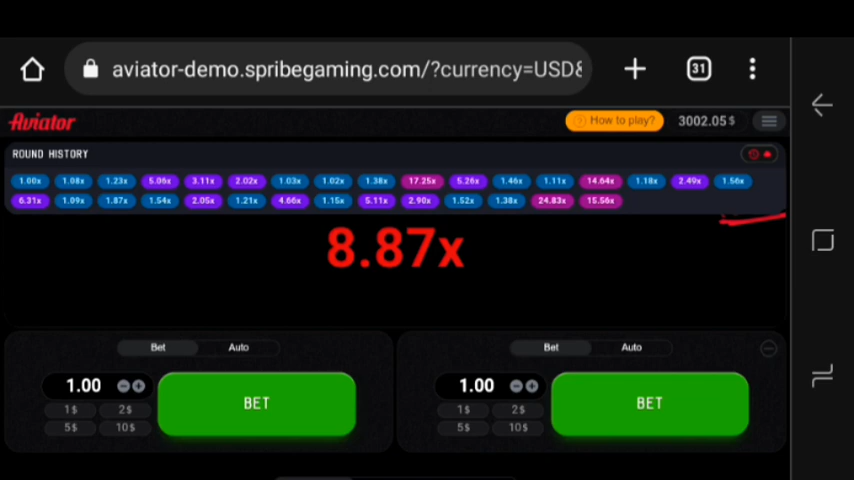 aviator-demo.spribegaming.com/?currency=USD&
31
Aviator
? How to play?
3002.05$
ROUND HISTORY
1.00x 1.08x 1.23x 5.06x 3.11x 2.02x 1.03x 1.02x 1.38x 17.25x 5.26x 1.46x 1.11x 14.64x 1.18x 2.49x 1.56x
6.31x 1.09x 1.87x 1.54x 2.05x 1.21x 4.66x 1.15x 5.11x 2.90x 1.52x 1.38x 24.83x 15.56x
8.87x
Bet Auto
1.00
1$ 2$
5$ 10$
BET
Bet Auto
1.00
1$ 2$
5$ 10$
BET